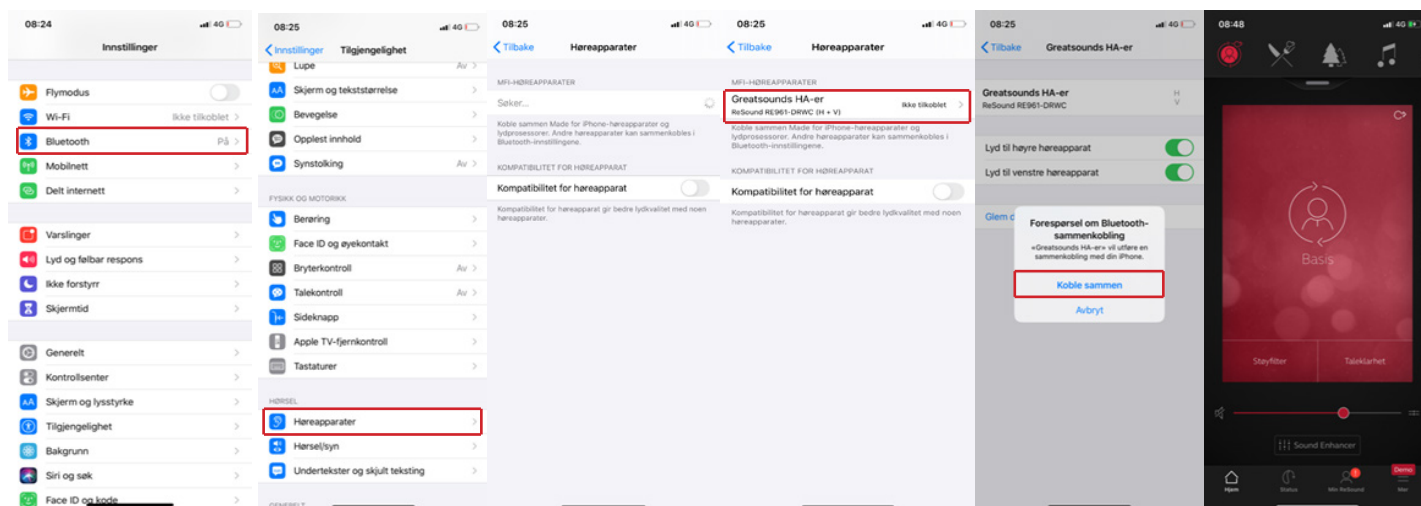 08:24
4G
Innstillinger
Flymodus
Wi-Fi Ikke tilkoblet
Bluetooth På
Mobilnett
Delt internett
Varslinger
Lyd og følbar respons
Ikke forstyrr
Skjermtid
Generelt
Kontrollsenter
AA Skjerm og lysstyrke
Tilgjengelighet
Bakgrunn
Siri og søk
Face ID og kode
08:25
4G
Innstillinger Tilgjengelighet
Lupe Av
AA Skjerm og tekststørrelse
Bevegelse
Opplest innhold
Synstolking Av
FYSIKK OG MOTORIKK
Berøring
Face ID og øyekontakt
Bryterkontroll Av
Talekontroll Av
Sideknapp
Apple TV-fjernkontroll
Tastaturer
HØRSEL
Høreapparater
Hørsel/syn
Undertekster og skjult teksting
GENERELT
08:25
4G
Tilbake Høreapparater
MFI-HØREAPPARATER
Søker...
Koble sammen Made for iPhone-høreapparater og
lydprosessorer. Andre høreapparater kan sammenkobles i
Bluetooth-innstillingene.
KOMPATIBILITET FOR HØREAPPARAT
Kompatibilitet for høreapparat
Kompatibilitet for høreapparat gir bedre lydkvalitet med noen
høreapparater.
08:25
4G
Tilbake Høreapparater
MFI-HØREAPPARATER
Greatsounds HA-er
Ikke tilkoblet
ReSound RE961-DRWC (H + V)
Koble sammen Made for iPhone-høreapparater og
lydprosessorer. Andre høreapparater kan sammenkobles i
Bluetooth-innstillingene.
KOMPATIBILITET FOR HØREAPPARAT
Kompatibilitet for høreapparat
Kompatibilitet for høreapparat gir bedre lydkvalitet med noen
høreapparater.
08:25
4G
Tilbake Greatsounds HA-er
Greatsounds HA-er H
ReSound RE961-DRWC V
Lyd til høyre høreapparat
Lyd til venstre høreapparat
Glem
Forespørsel om Bluetooth-
sammenkobling
«Greatsounds HA-er» vil utføre en
sammenkobling med din iPhone.
Koble sammen
Avbryt
08:48
4G
Basis
Støyfilter Taleklarhet
Sound Enhancer
Demo
Hjem Status Min ReSound Mer